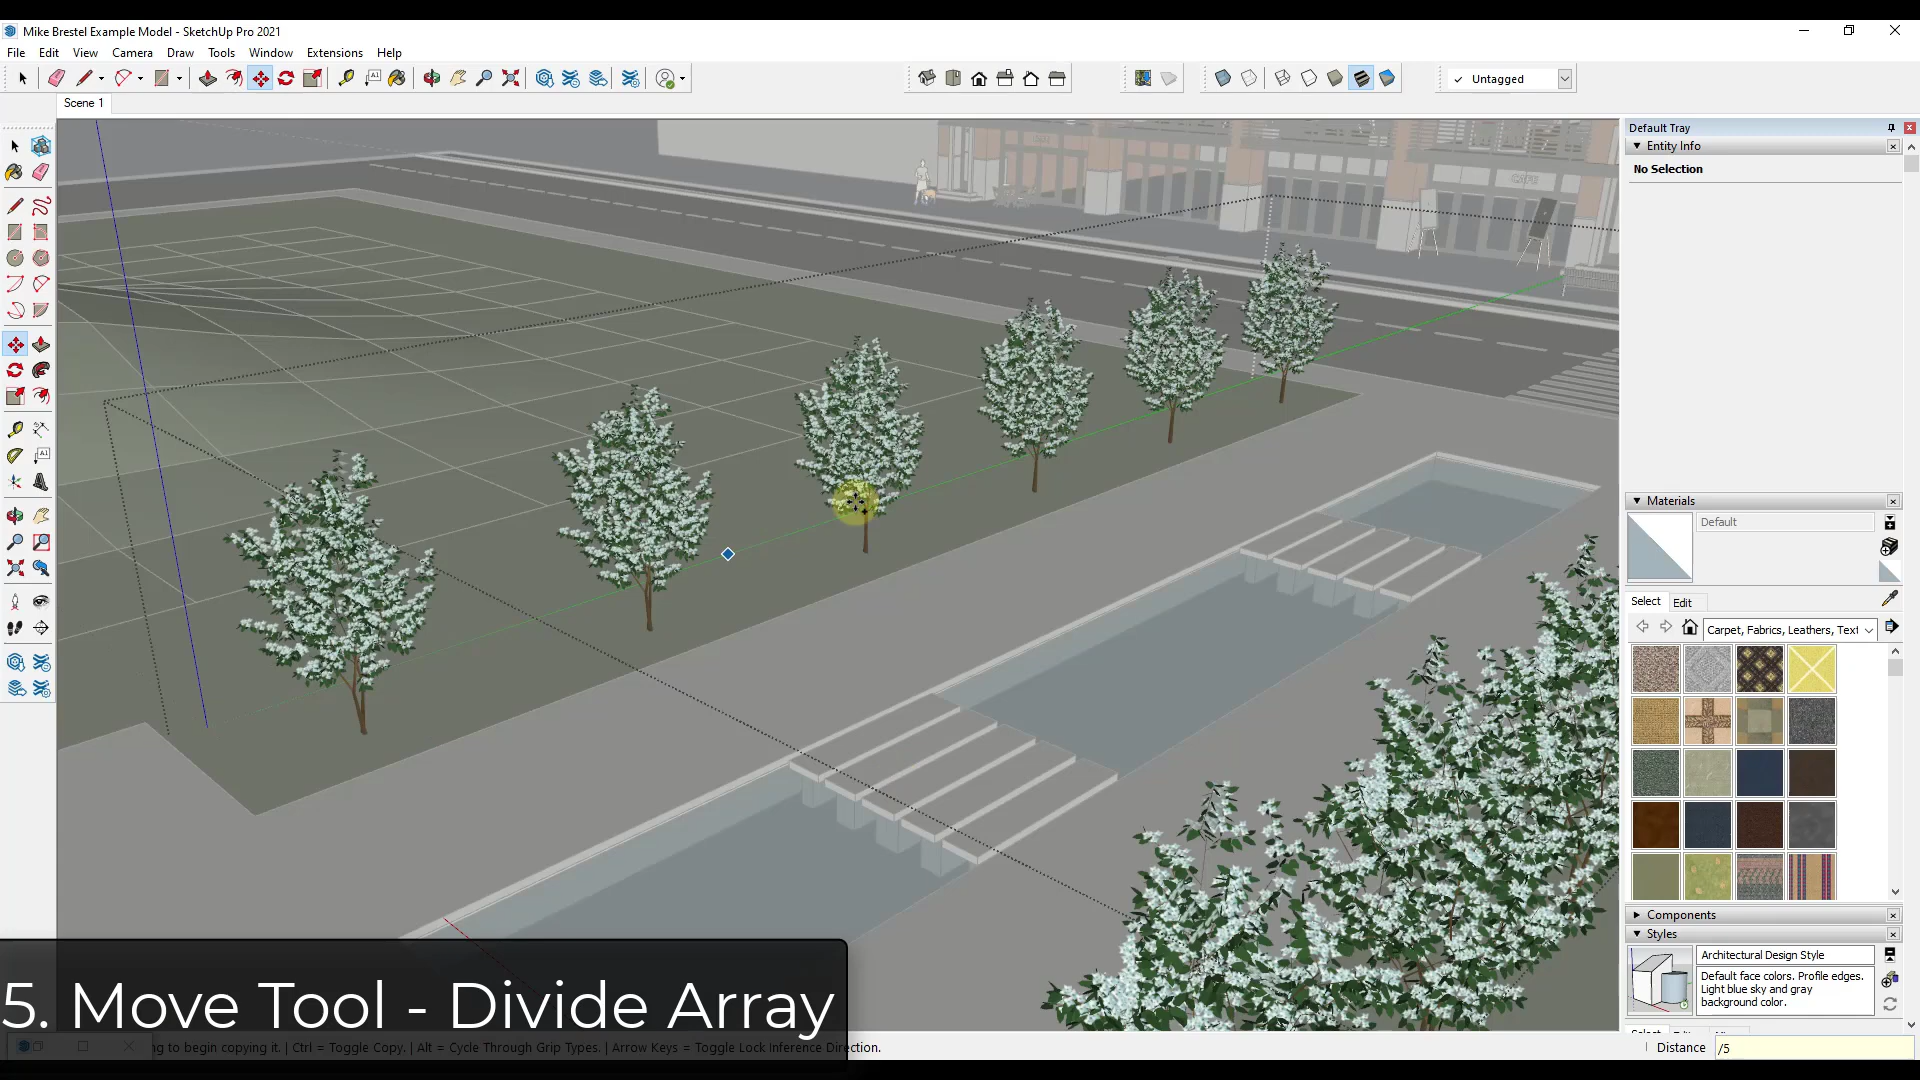 Mike Brestel Example Model - SketchUp Pro 2021
File Edit View Camera Draw Tools Window Extensions Help
Untagged
Scene 1
Default Tray
Entity Info
No Selection
CAFE
Materials
Default
Select Edit
Carpet, Fabrics, Leathers, Text
Components
Styles
Architectural Design Style
Default face colors. Profile edges.
Light blue sky and gray
background color.
5. Move Tool - Divide Array
ng to begin copying it. | Ctrl = Toggle Copy. | Alt = Cycle Through Grip Types. | Arrow Keys = Toggle Lock Inference Direction.
Distance /5